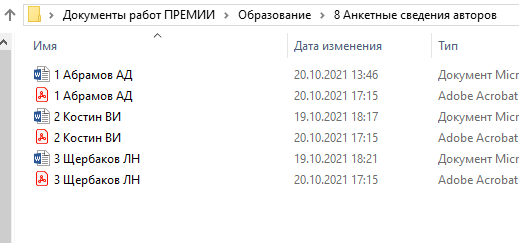 Документы работ ПРЕМИИ > Образование > 8 Анкетные сведения авторов
Имя Дата изменения Тип
1 Абрамов АД 20.10.2021 13:46 Документ Micr
1 Абрамов АД 20.10.2021 17:15 Adobe Acrobat
2 Костин ВИ 19.10.2021 18:17 Документ Micr
2 Костин ВИ 20.10.2021 17:15 Adobe Acrobat
3 Щербаков ЛН 19.10.2021 18:21 Документ Micr
3 Щербаков ЛН 20.10.2021 17:15 Adobe Acrobat